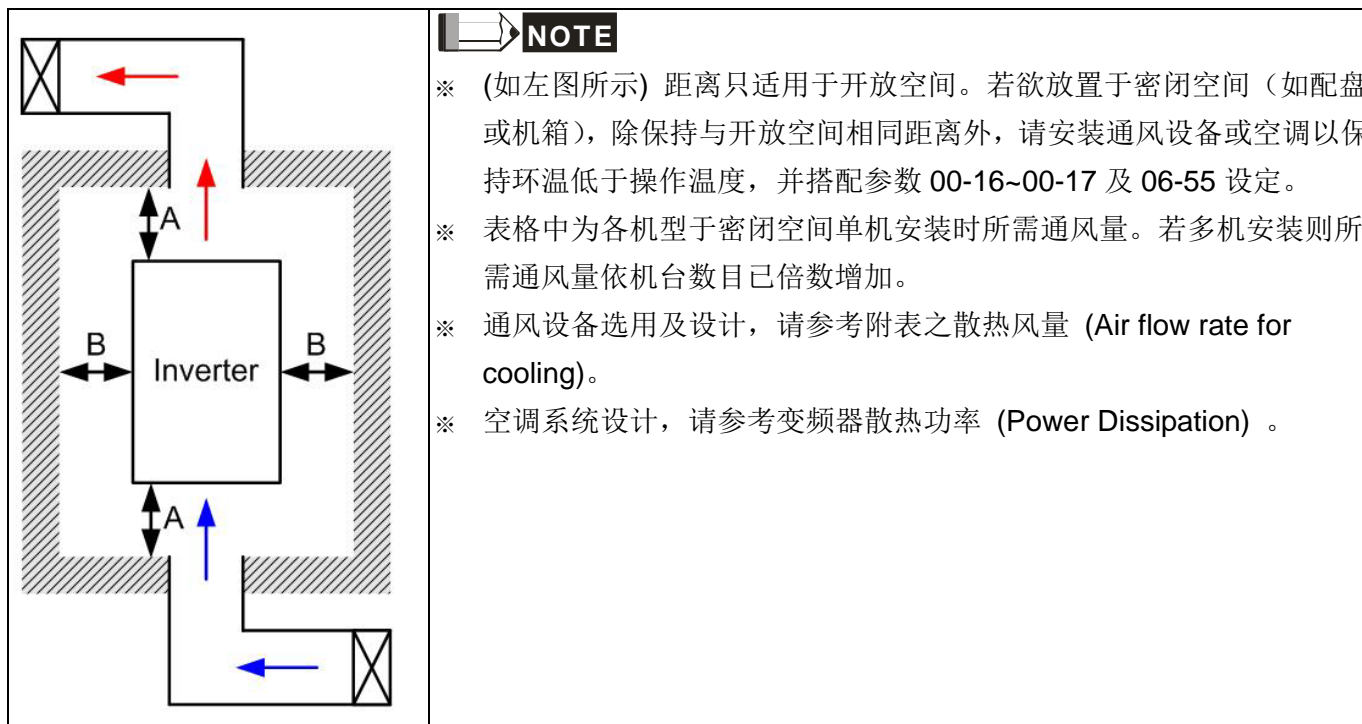 A
B
Inverter
B
A
NOTE
※ (如左图所示) 距离只适用于开放空间。若欲放置于密闭空间（如配盘
或机箱），除保持与开放空间相同距离外，请安装通风设备或空调以保
持环温低于操作温度，并搭配参数 00-16~00-17 及 06-55 设定。
※ 表格中为各机型于密闭空间单机安装时所需通风量。若多机安装则所
需通风量依机台数目已倍数增加。
※ 通风设备选用及设计，请参考附表之散热风量 (Air flow rate for
cooling)。
※ 空调系统设计，请参考变频器散热功率 (Power Dissipation) 。